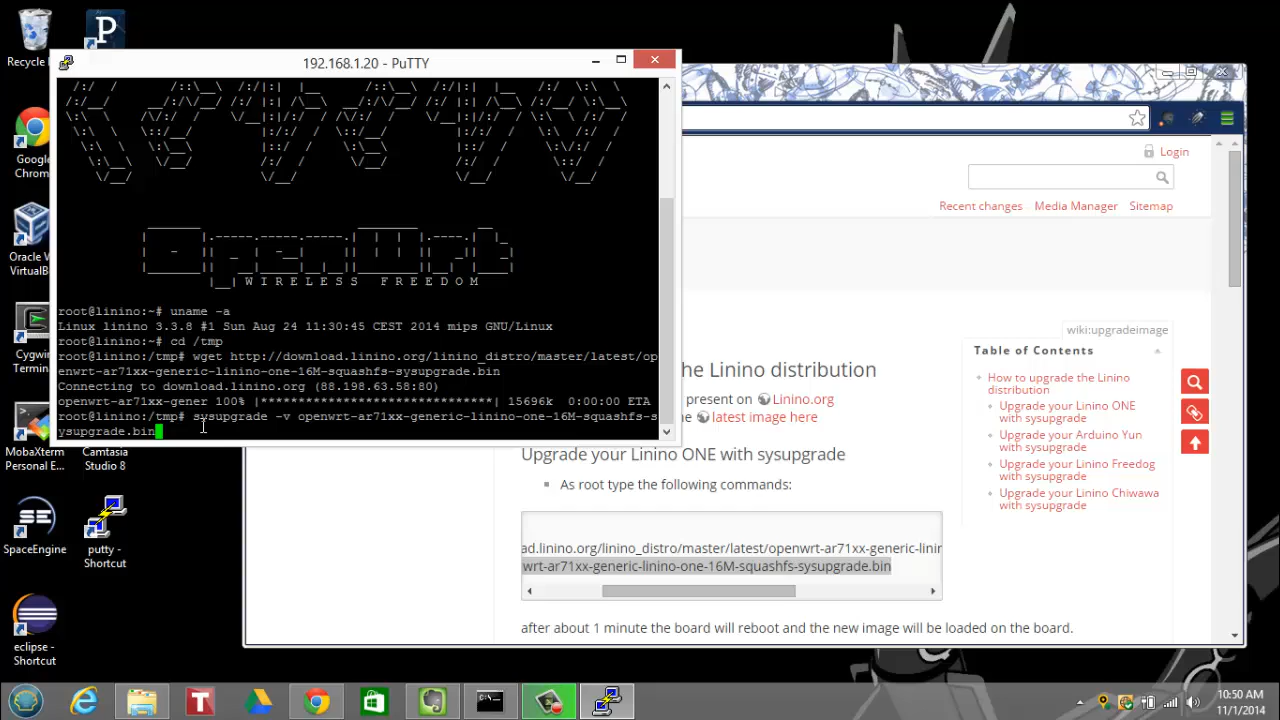 Recycle
192.168.1.20 - PuTTY
W I R E L E S S   F R E E D O M
root@linino:~# uname -a
Linux linino 3.3.8 #1 Sun Aug 24 11:30:45 CEST 2014 mips GNU/Linux
root@linino:~# cd /tmp
root@linino:/tmp# wget http://download.linino.org/linino_distro/master/latest/op
enwrt-ar71xx-generic-linino-one-16M-squashfs-sysupgrade.bin
Connecting to download.linino.org (88.198.63.58:80)
openwrt-ar71xx-gener 100% |*******************************| 15696k  0:00:00 ETA
root@linino:/tmp# sysupgrade -v openwrt-ar71xx-generic-linino-one-16M-squashfs-s
ysupgrade.bin
Google
Chrom
Oracle V
VirtualB
Cygwin
Termin
MobaXterm
Personal E...
Camtasia
Studio 8
SpaceEngine
putty -
Shortcut
eclipse -
Shortcut
Login
Recent changes
Media Manager
Sitemap
wiki:upgradeimage
Table of Contents
How to upgrade the Linino
distribution
Upgrade your Linino ONE
with sysupgrade
Upgrade your Arduino Yun
with sysupgrade
Upgrade your Linino Freedog
with sysupgrade
Upgrade your Linino Chiwawa
with sysupgrade
the Linino distribution
present on Linino.org
latest image here
Upgrade your Linino ONE with sysupgrade
As root type the following commands:
ad.linino.org/linino_distro/master/latest/openwrt-ar71xx-generic-linin
wrt-ar71xx-generic-linino-one-16M-squashfs-sysupgrade.bin
after about 1 minute the board will reboot and the new image will be loaded on the board.
10:50 AM
11/1/2014